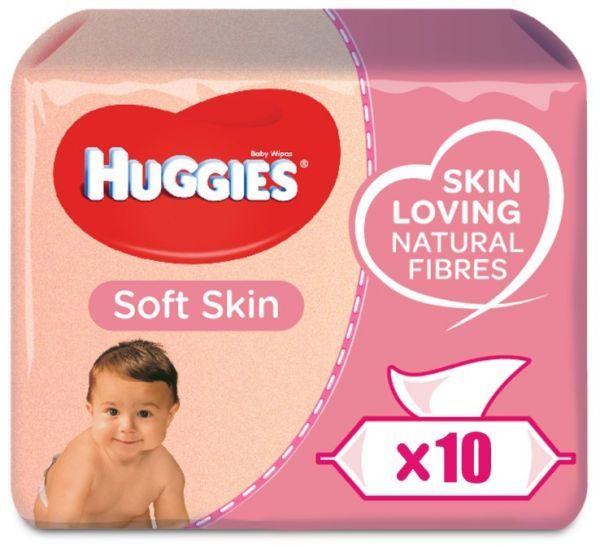 Baby Wipes
HUGGIES®
Soft Skin
SKIN
LOVING
NATURAL
FIBRES
x10